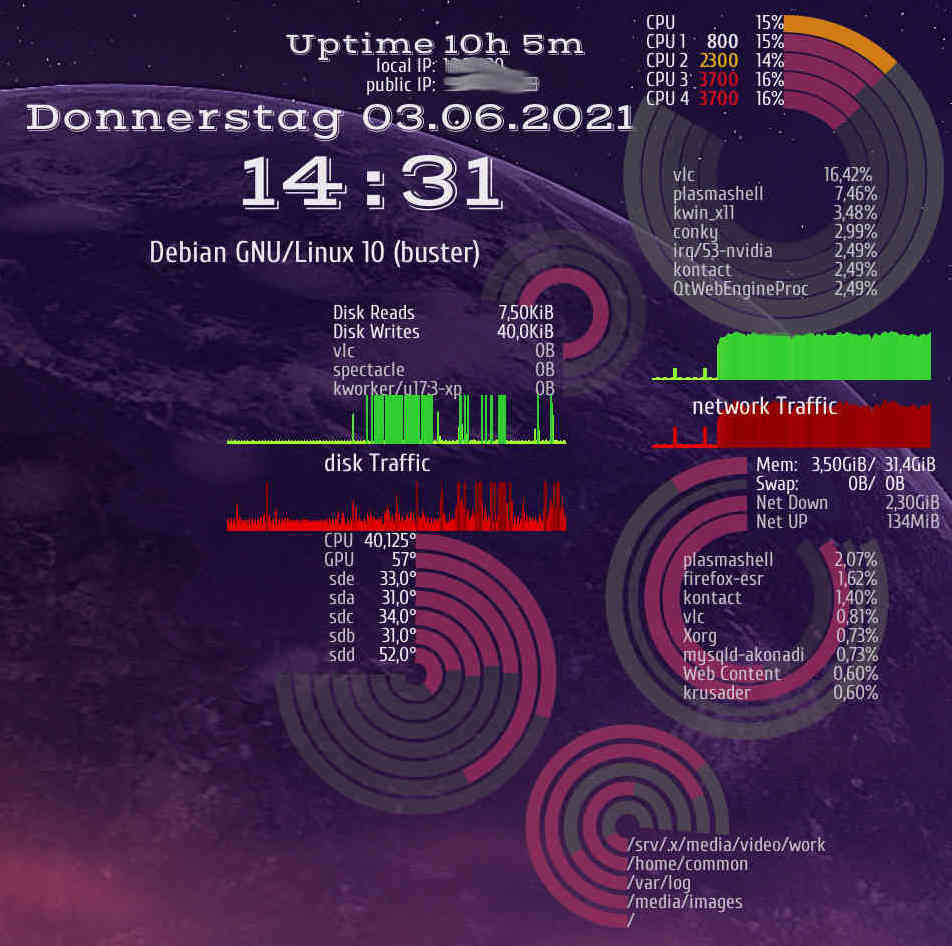 Uptime 10h 5m
local IP:
public IP:
Donnerstag 03.06.2021
14:31
Debian GNU/Linux 10 (buster)
CPU 15%
CPU 1 800 15%
CPU 2 2300 14%
CPU 3 3700 16%
CPU 4 3700 16%
vlc 16,42%
plasmashell 7,46%
kwin_x11 3,48%
conky 2,99%
irq/53-nvidia 2,49%
kontact 2,49%
QtWebEngineProc 2,49%
Disk Reads 7,50KiB
Disk Writes 40,0KiB
vlc 0B
spectacle 0B
kworker/u17:3-xp 0B
network Traffic
disk Traffic
Mem: 3,50GiB/ 31,4GiB
Swap: 0B/ 0B
Net Down 2,30GiB
Net UP 134MiB
CPU 40,125°
GPU 57°
sde 33,0°
sda 31,0°
sdc 34,0°
sdb 31,0°
sdd 52,0°
plasmashell 2,07%
firefox-esr 1,62%
kontact 1,40%
vlc 0,81%
Xorg 0,73%
mysqld-akonadi 0,73%
Web Content 0,60%
krusader 0,60%
/srv/.x/media/video/work
/home/common
/var/log
/media/images
/